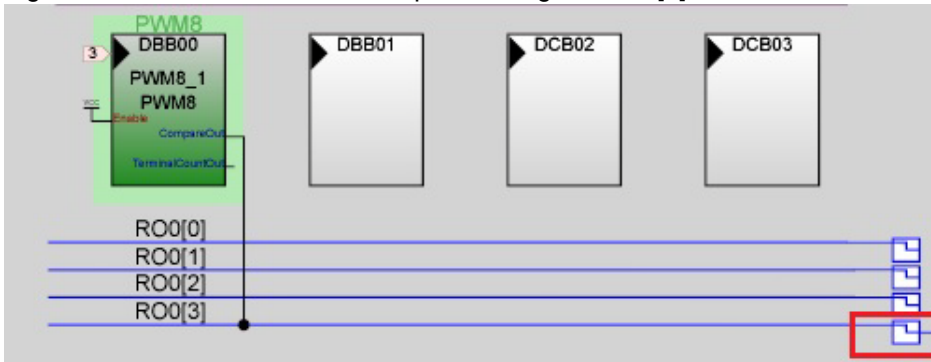 PWM8
DBB00
DBB01
DCB02
DCB03
3
PWM8_1
PWM8
VCC
Enable
CompareOut
TerminalCountOut
RO0[0]
RO0[1]
RO0[2]
RO0[3]